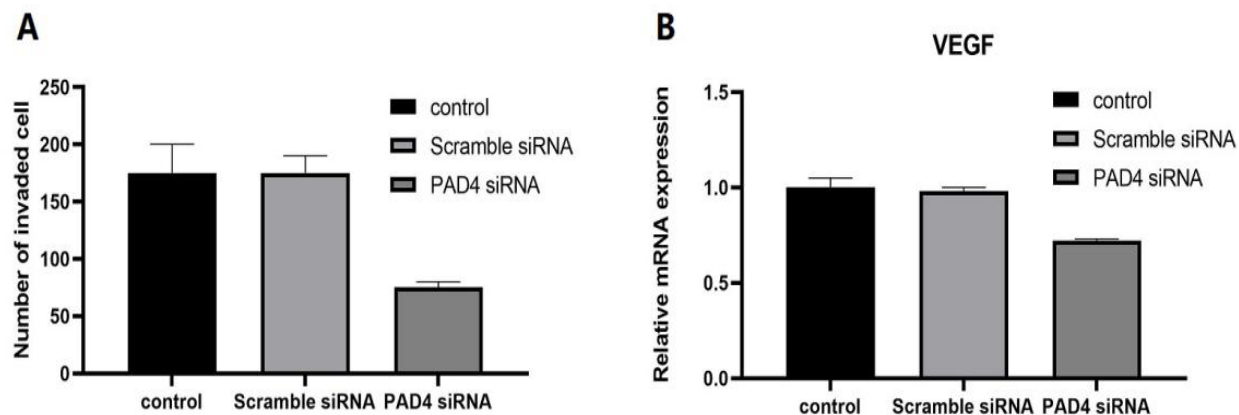 A
Number of invaded cell
250
200
150
100
50
0
control
Scramble siRNA
PAD4 siRNA
control
Scramble siRNA
PAD4 siRNA
B
VEGF
Relative mRNA expression
1.5
1.0
0.5
0.0
control
Scramble siRNA
PAD4 siRNA
control
Scramble siRNA
PAD4 siRNA